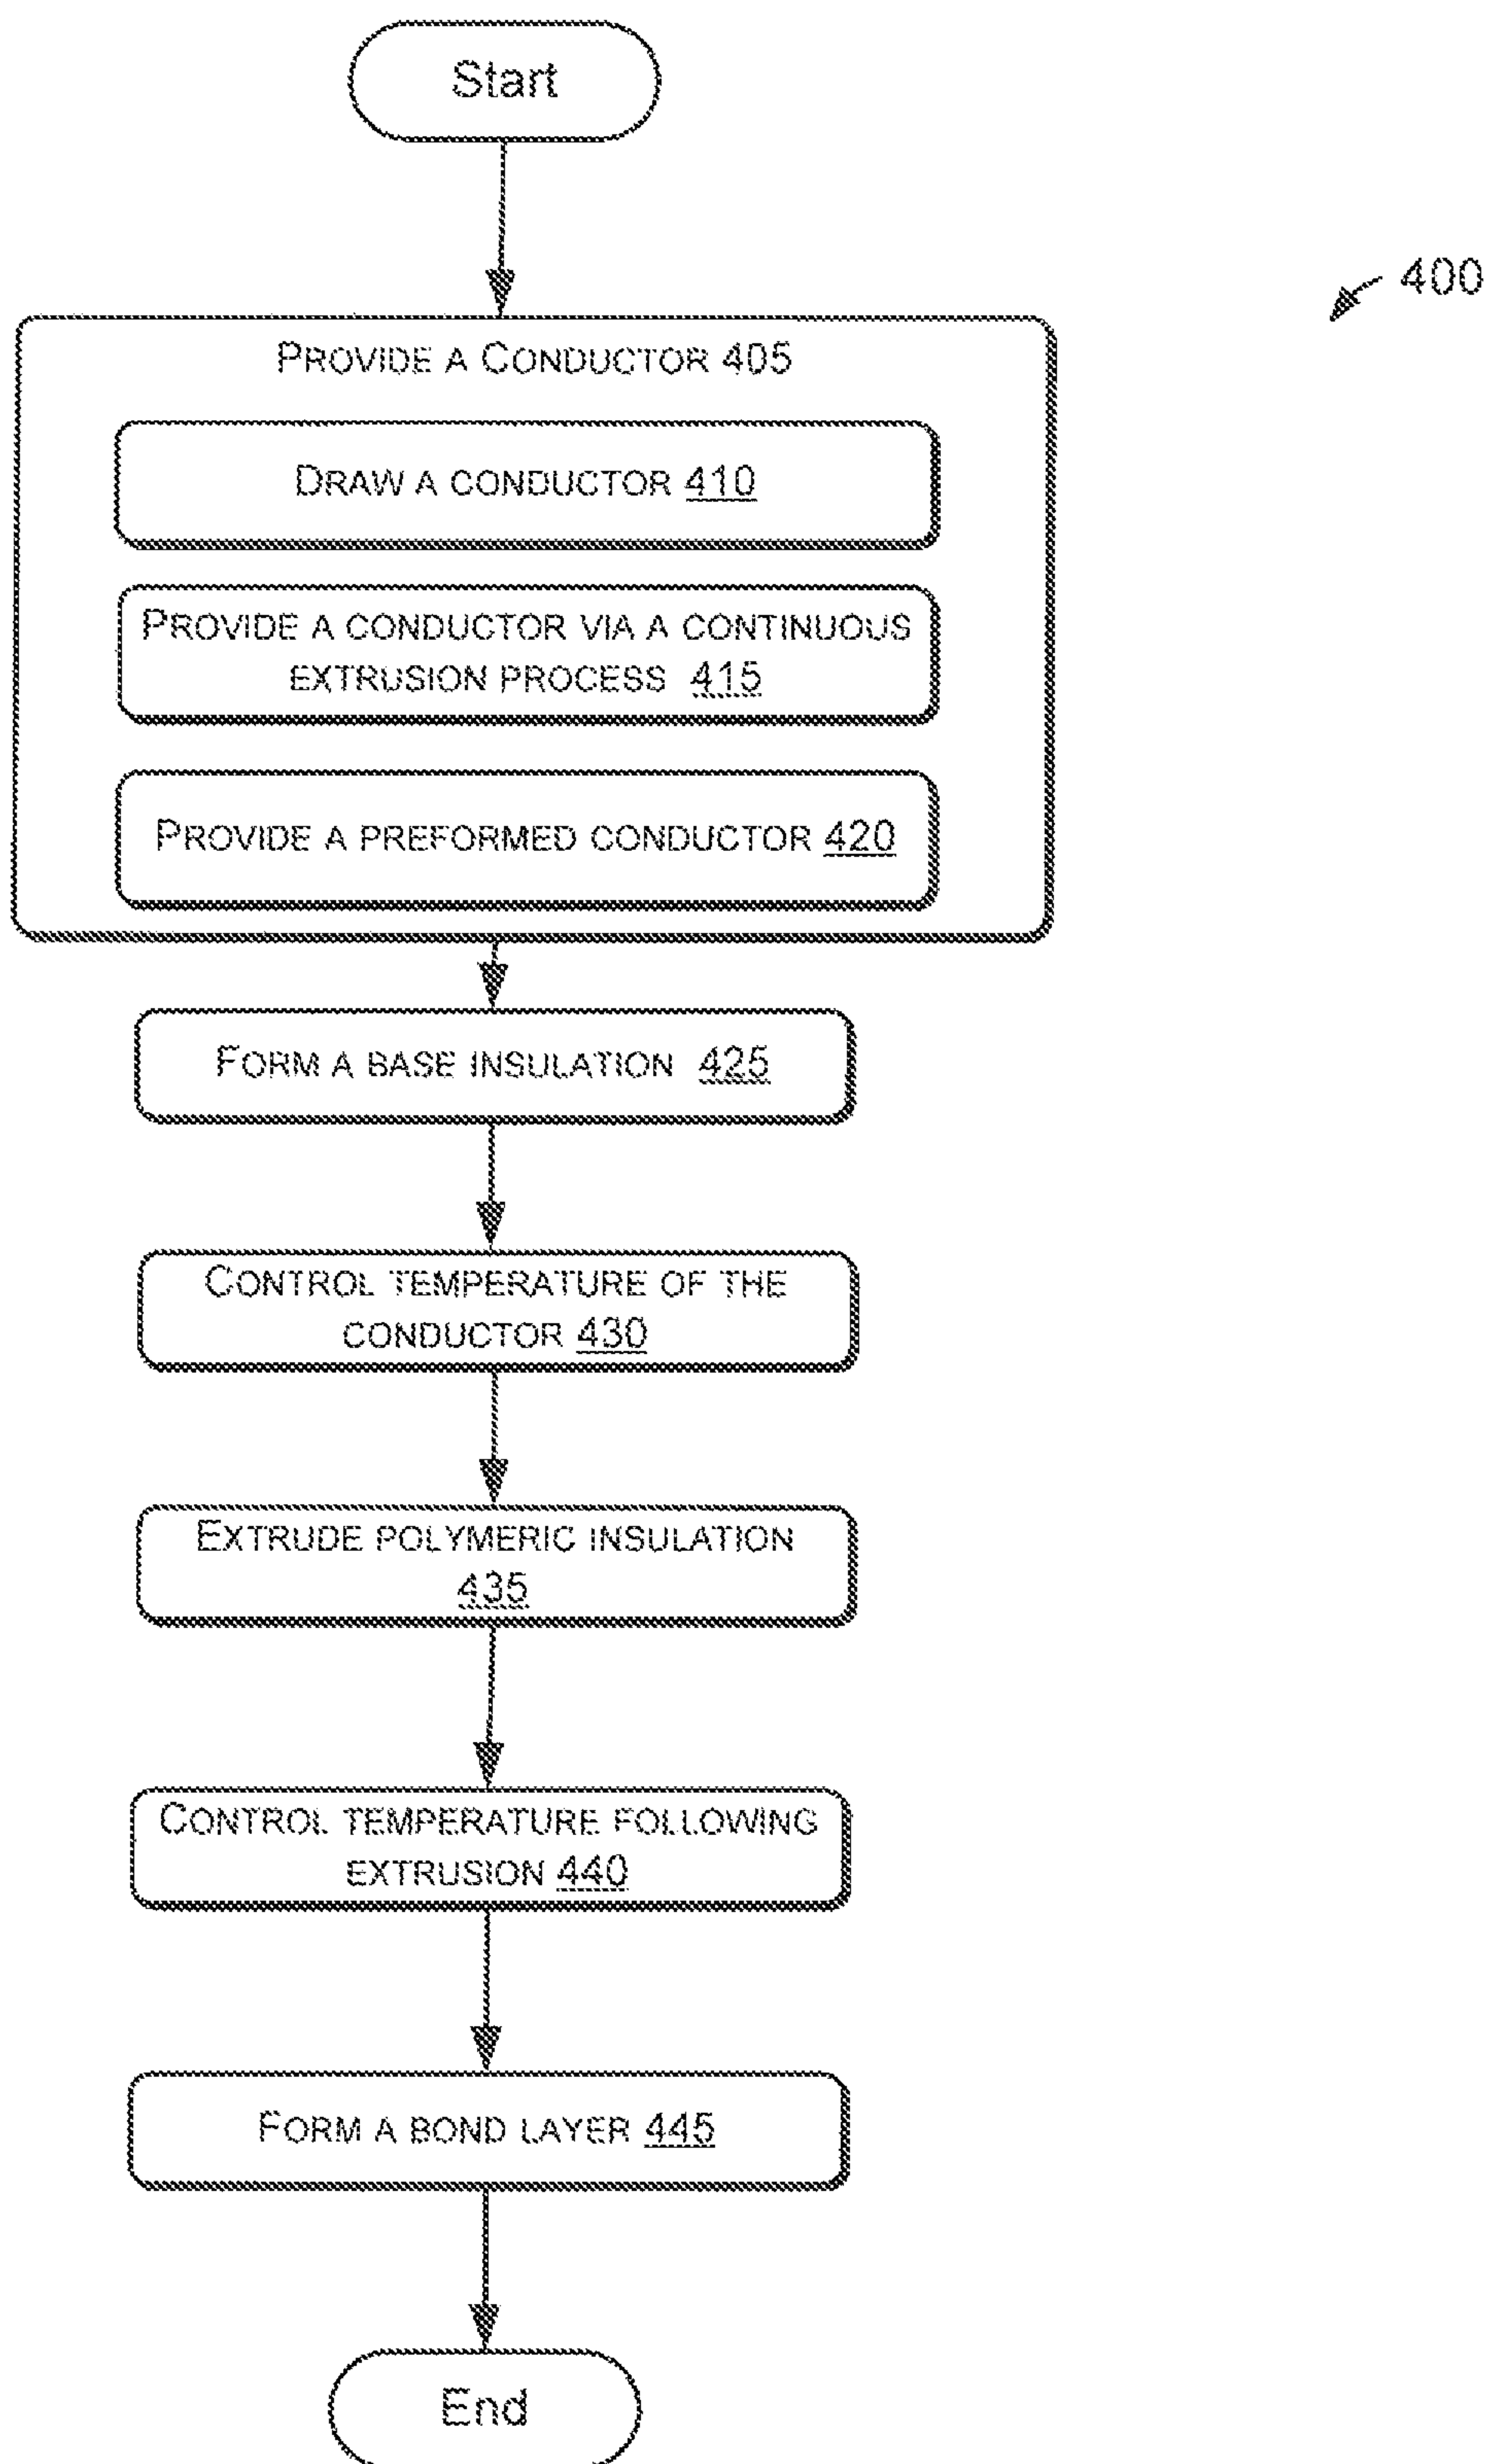 Start
400
PROVIDE A CONDUCTOR 405
DRAW A CONDUCTOR 410
PROVIDE A CONDUCTOR VIA A CONTINUOUS
EXTRUSION PROCESS 415
PROVIDE A PREFORMED CONDUCTOR 420
FORM A BASE INSULATION 425
CONTROL TEMPERATURE OF THE
CONDUCTOR 430
EXTRUDE POLYMERIC INSULATION
435
CONTROL TEMPERATURE FOLLOWING
EXTRUSION 440
FORM A BOND LAYER 445
End